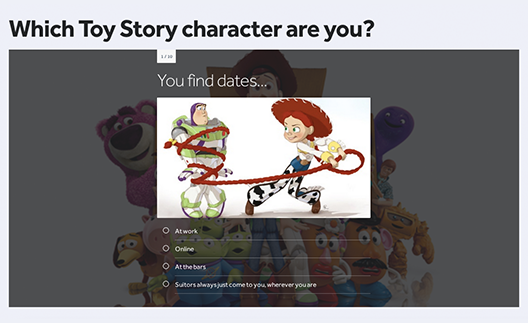 Which Toy Story character are you?
1 / 10
You find dates...
At work
Online
At the bars
Suitors always just come to you, wherever you are